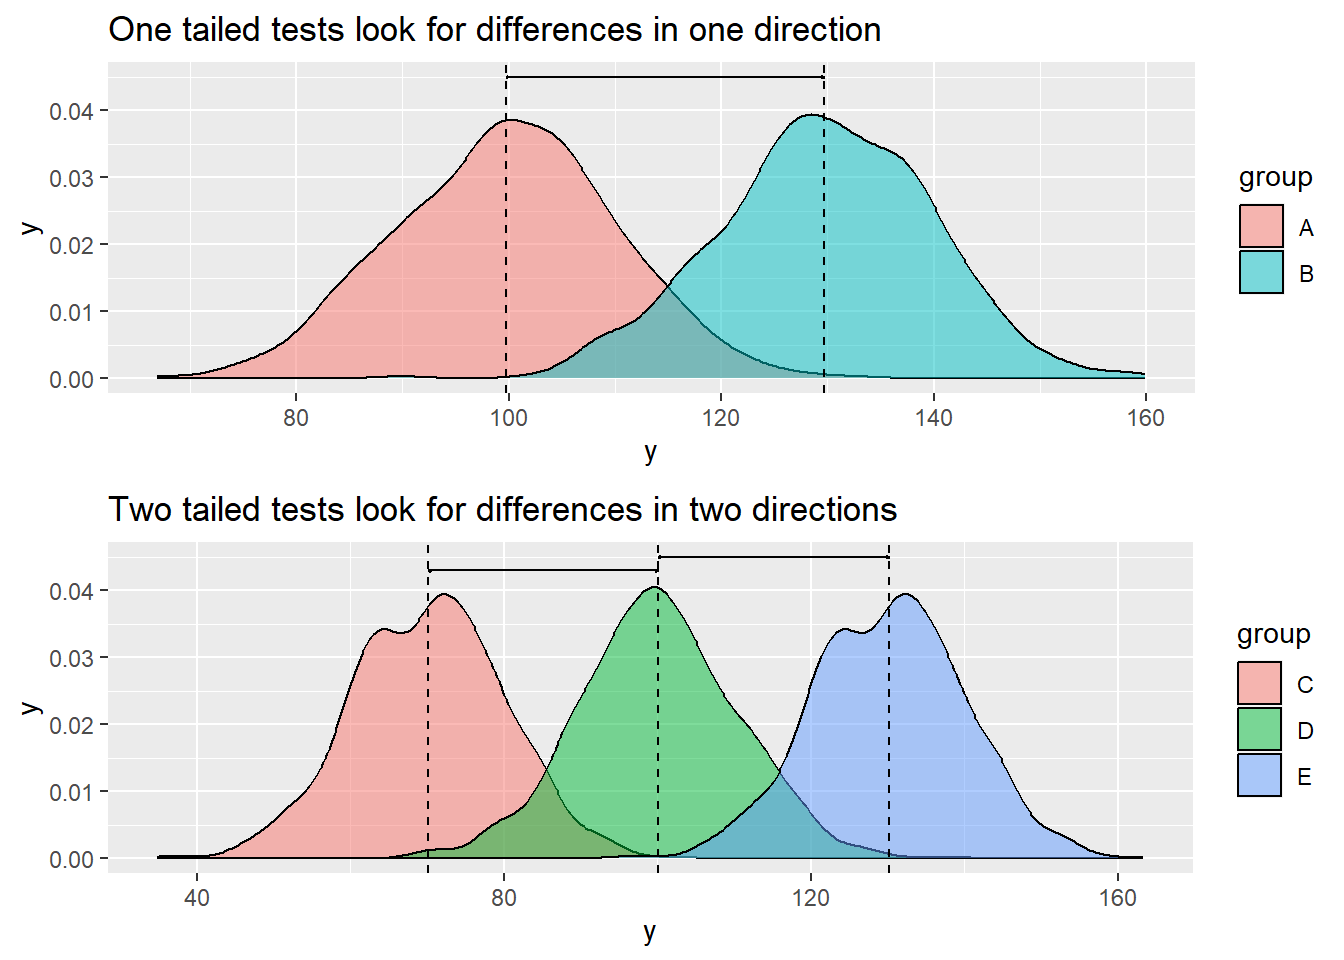 One tailed tests look for differences in one direction
0.04
0.03
0.02
0.01
0.00
y
80 100 120 140 160
y
group
A
B
Two tailed tests look for differences in two directions
0.04
0.03
0.02
0.01
0.00
y
40 80 120 160
y
group
C
D
E